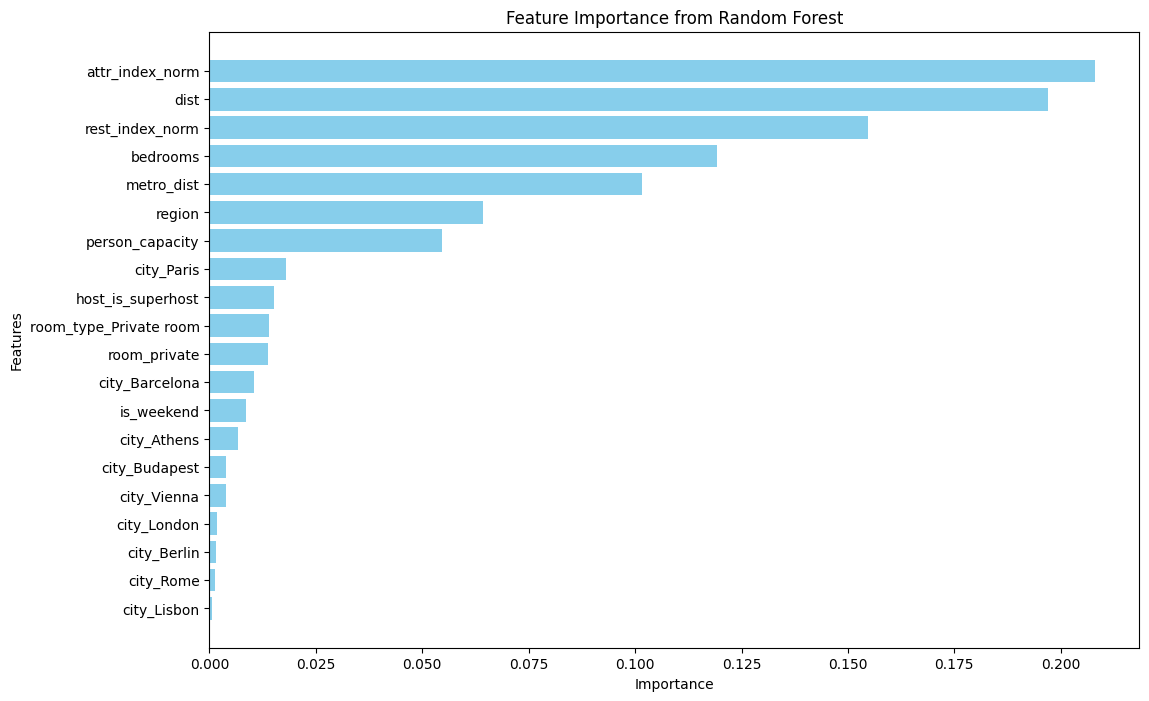 Feature Importance from Random Forest
Features
attr_index_norm
dist
rest_index_norm
bedrooms
metro_dist
region
person_capacity
city_Paris
host_is_superhost
room_type_Private room
room_private
city_Barcelona
is_weekend
city_Athens
city_Budapest
city_Vienna
city_London
city_Berlin
city_Rome
city_Lisbon
0.000 0.025 0.050 0.075 0.100 0.125 0.150 0.175 0.200
Importance